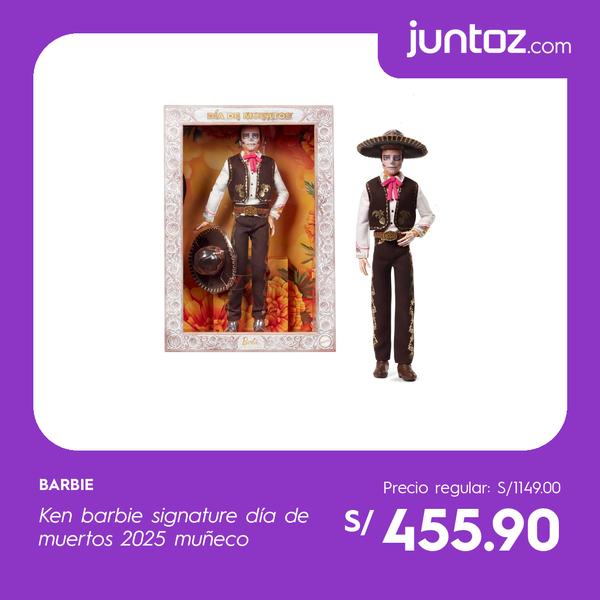 juntoz.com
DÍA DE MUERTOS
Barbie
BARBIE
Ken barbie signature día de
muertos 2025 muñeco
Precio regular: S/1149.00
S/ 455.90